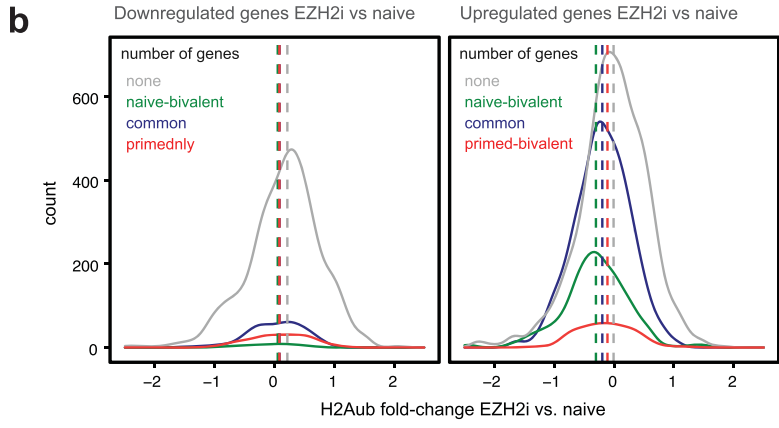 b
Downregulated genes EZH2i vs naive
Upregulated genes EZH2i vs naive
number of genes
none
naive-bivalent
common
primednly
number of genes
none
naive-bivalent
common
primed-bivalent
count
600
400
200
0
−2 −1 0 1 2
−2 −1 0 1 2
H2Aub fold-change EZH2i vs. naive